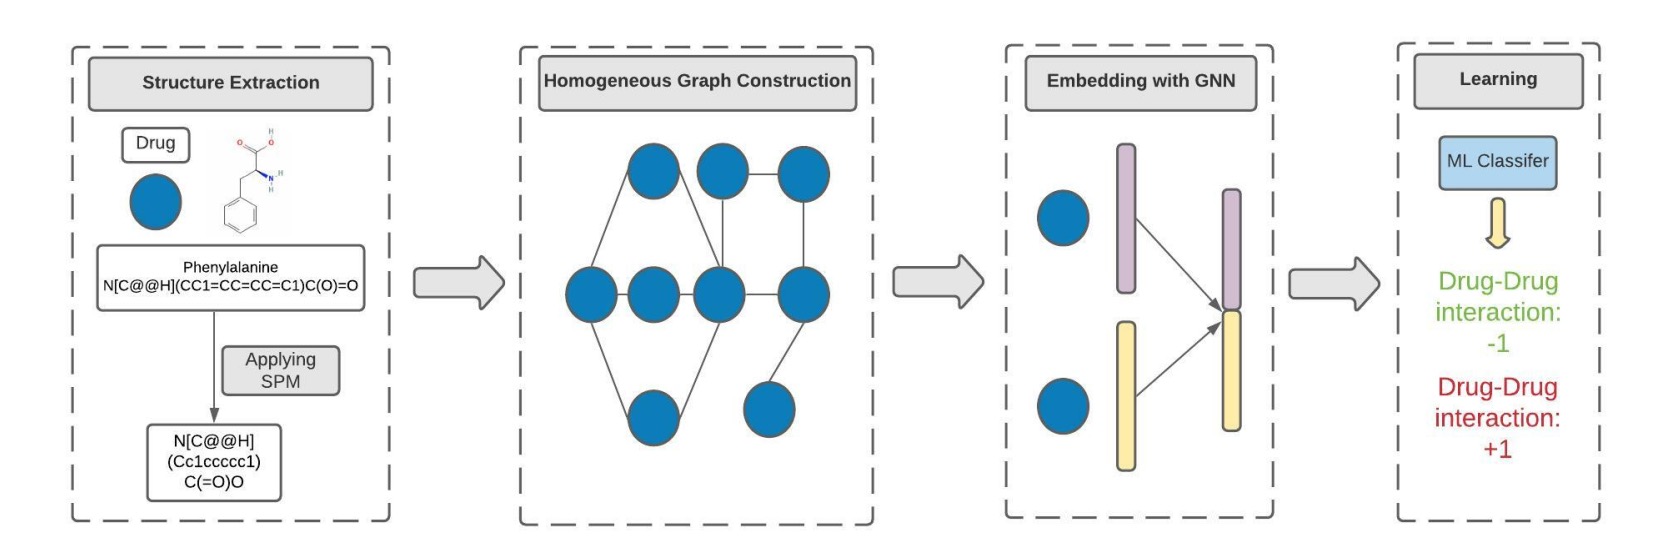 Structure Extraction
Drug
O
H
O
N
H
H
Phenylalanine
N[C@@H](CC1=CC=CC=C1)C(O)=O
Applying
SPM
N[C@@H]
(Cc1ccccc1)
C(=O)O
Homogeneous Graph Construction
Embedding with GNN
Learning
ML Classifer
Drug-Drug
interaction:
-1
Drug-Drug
interaction:
+1